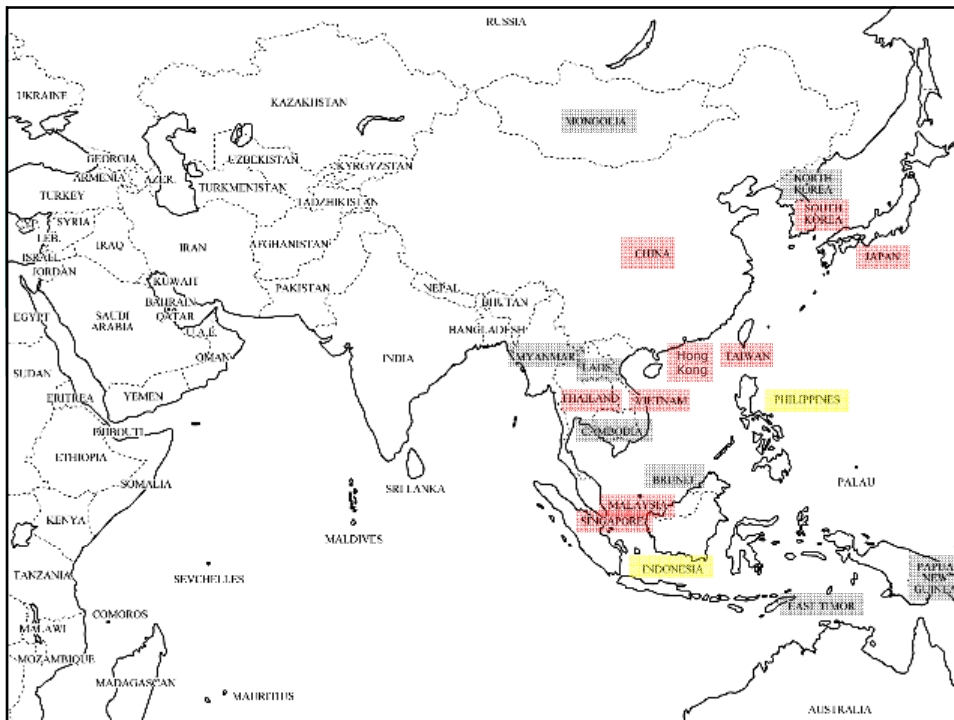 RUSSIA
UKRAINE
KAZAKHSTAN
MONGOLIA
GEORGIA
UZBEKISTAN
KYRGYZSTAN
ARMENIA
AZER.
TURKMENISTAN
TADZHIKISTAN
NORTH
KOREA
TURKEY
SOUTH
KOREA
SYRIA
LEB.
IRAQ
IRAN
AFGHANISTAN
CHINA
JAPAN
ISRAEL
JORDAN
KUWAIT
PAKISTAN
NEPAL
BHUTAN
BAHRAIN
QATAR
EGYPT
SAUDI
ARABIA
U.A.E.
BANGLADESH
OMAN
INDIA
MYANMAR
LAOS
Hong
Kong
TAIWAN
SUDAN
ERITREA
YEMEN
THAILAND
VIETNAM
PHILIPPINES
DJIBOUTI
CAMBODIA
ETHIOPIA
SOMALIA
SRI LANKA
BRUNEI
PALAU
KENYA
MALAYSIA
SINGAPORE
MALDIVES
TANZANIA
SEYCHELLES
INDONESIA
PAPUA
NEW
GUINEA
COMOROS
EAST TIMOR
MALAWI
MOZAMBIQUE
MADAGASCAN
MAURITIUS
AUSTRALIA